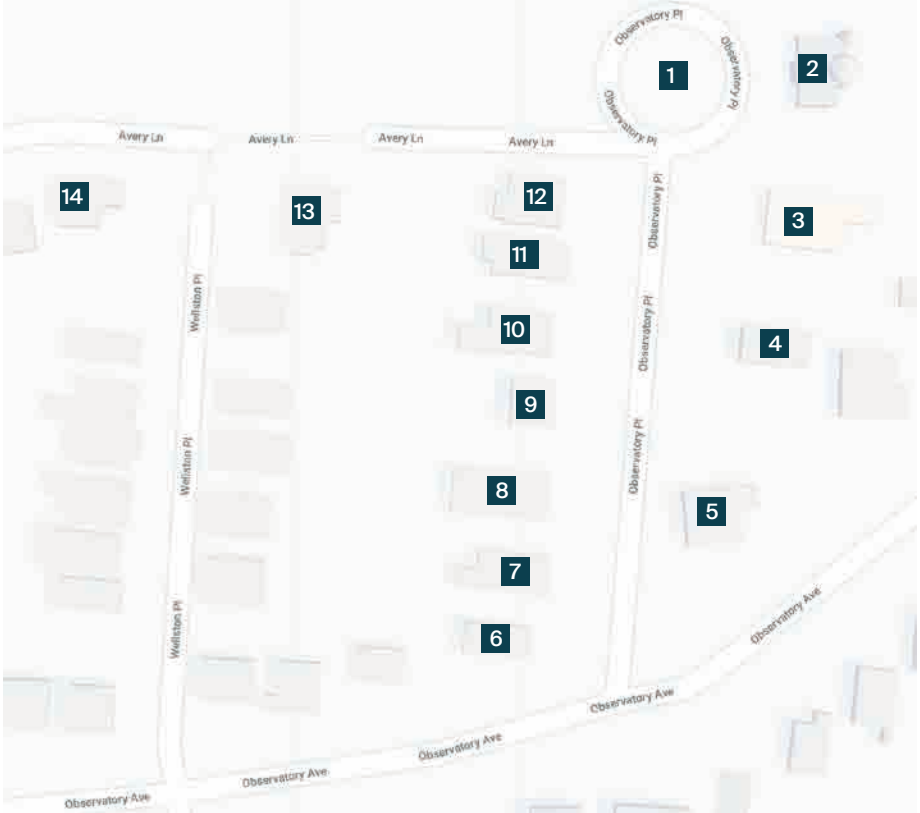 Observatory Pl
Observatory Pl
1
2
Observatory Pl
Avery Ln
Avery Ln
Avery Ln
Avery Ln
14
13
12
Observatory Pl
3
11
Wellston Pl
10
Observatory Pl
4
9
Wellston Pl
Observatory Pl
8
5
7
Wellston Pl
6
Observatory Ave
Observatory Ave
Observatory Ave
Observatory Ave
Observatory Ave